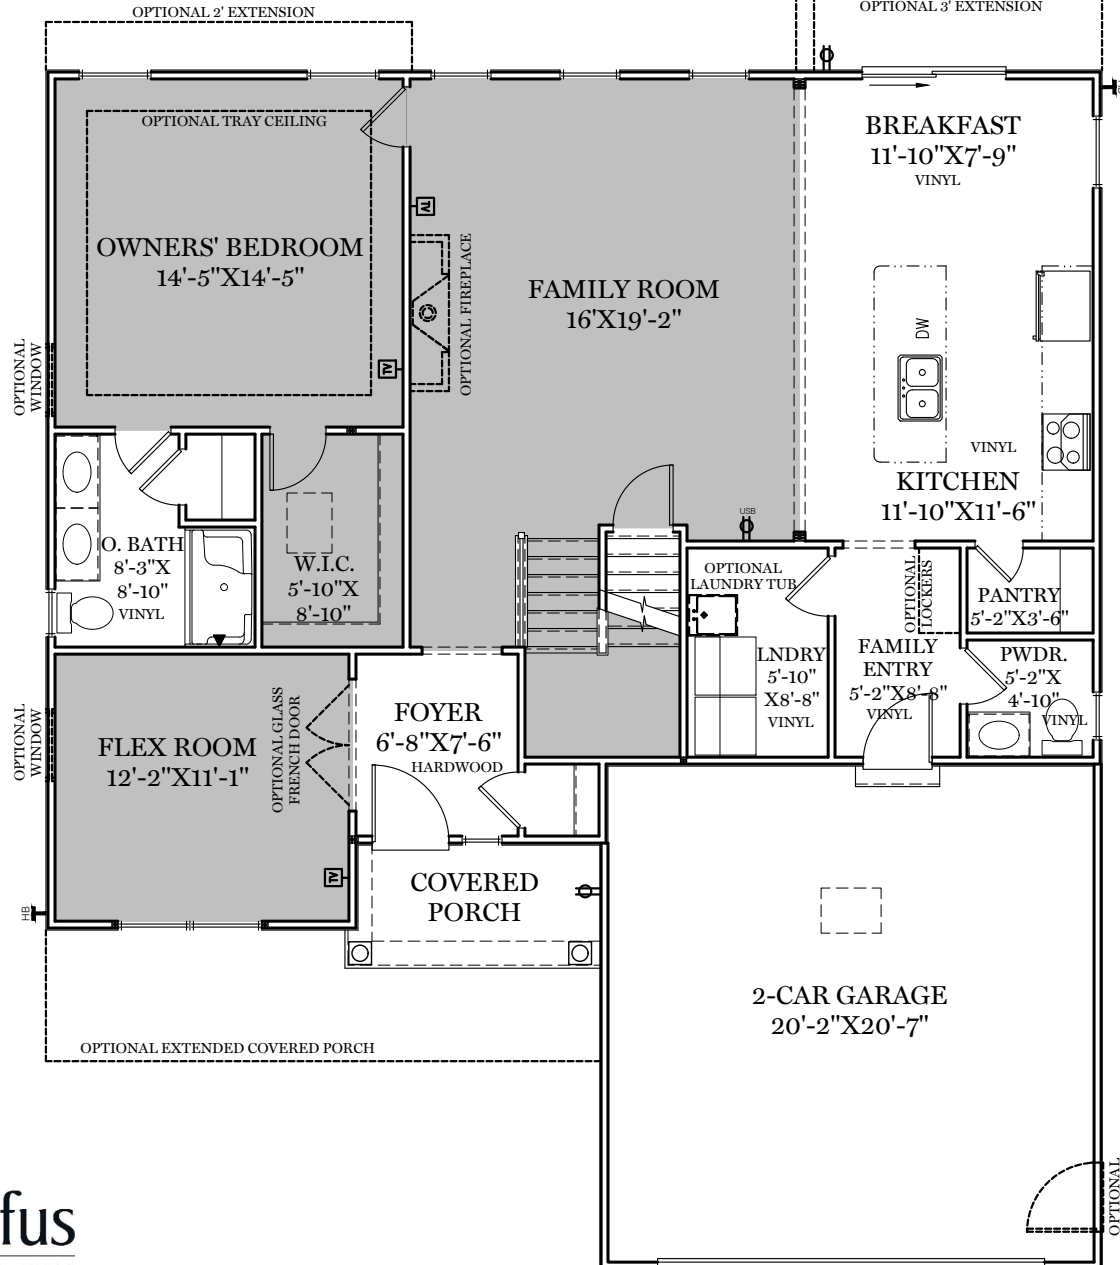 OPTIONAL 2' EXTENSION
OPTIONAL 3' EXTENSION
OPTIONAL TRAY CEILING
BREAKFAST
11'-10"X7'-9"
VINYL
TV
OWNERS' BEDROOM
14'-5"X14'-5"
OPTIONAL FIREPLACE
FAMILY ROOM
16'X19'-2"
DW
OPTIONAL
WINDOW
TV
VINYL
KITCHEN
11'-10"X11'-6"
USB
O. BATH
8'-3"X
8'-10"
VINYL
W.I.C.
5'-10"X
8'-10"
OPTIONAL
LAUNDRY TUB
OPTIONAL
LOCKERS
PANTRY
5'-2"X3'-6"
LNDRY
5'-10"
X8'-8"
VINYL
FAMILY
ENTRY
5'-2"X8'-8"
VINYL
PWDR.
5'-2"X
4'-10"
VINYL
OPTIONAL
WINDOW
FLEX ROOM
12'-2"X11'-1"
OPTIONAL GLASS
FRENCH DOOR
FOYER
6'-8"X7'-6"
HARDWOOD
TV
HB
COVERED
PORCH
2-CAR GARAGE
20'-2"X20'-7"
OPTIONAL EXTENDED COVERED PORCH
OPTIONAL
fus